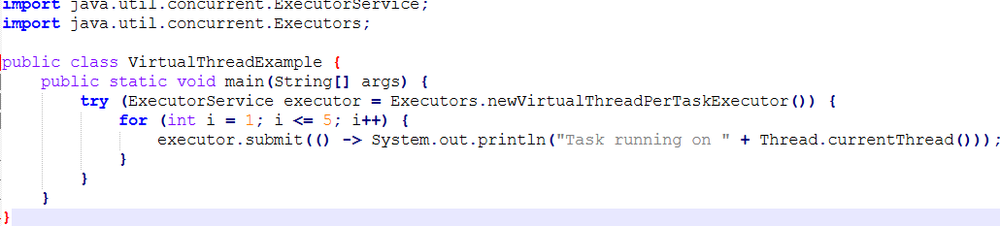 import java.util.concurrent.ExecutorService;
import java.util.concurrent.Executors;
public class VirtualThreadExample {
public static void main(String[] args) {
try (ExecutorService executor = Executors.newVirtualThreadPerTaskExecutor()) {
for (int i = 1; i <= 5; i++) {
executor.submit(() -> System.out.println("Task running on " + Thread.currentThread()));
}
}
}
}